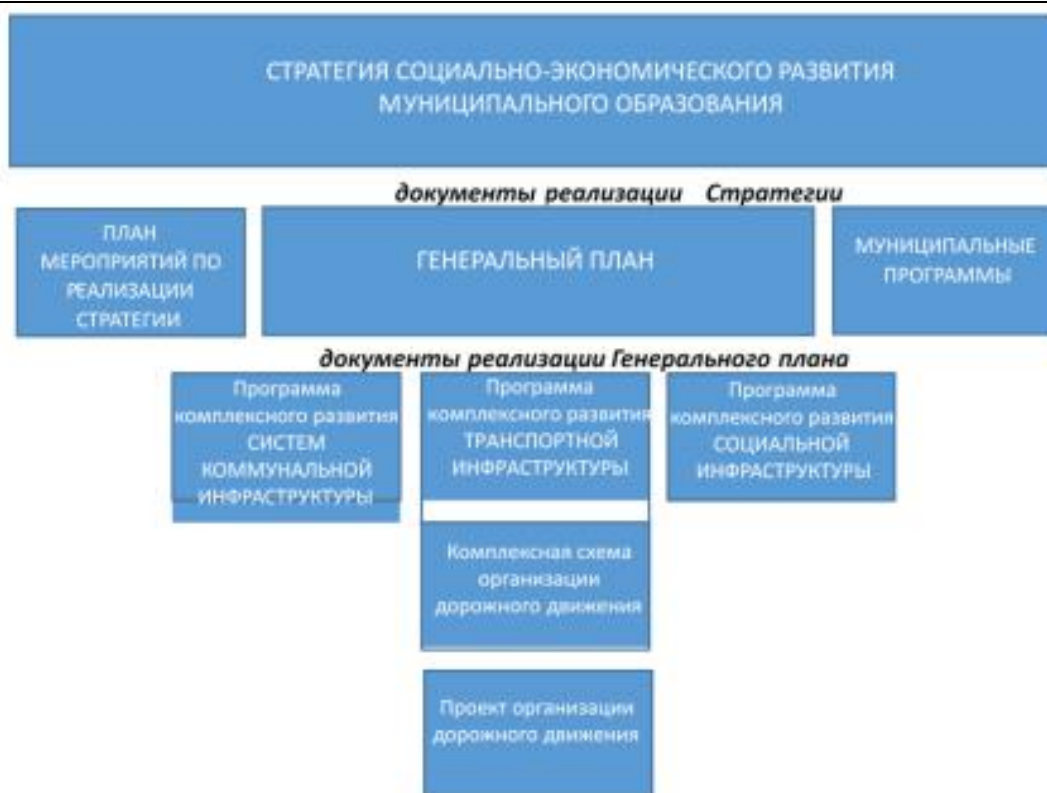 СТРАТЕГИЯ СОЦИАЛЬНО-ЭКОНОМИЧЕСКОГО РАЗВИТИЯ
МУНИЦИПАЛЬНОГО ОБРАЗОВАНИЯ
документы реализации Стратегии
ПЛАН
МЕРОПРИЯТИЙ ПО
РЕАЛИЗАЦИИ
СТРАТЕГИИ
ГЕНЕРАЛЬНЫЙ ПЛАН
МУНИЦИПАЛЬНЫЕ
ПРОГРАММЫ
документы реализации Генерального плана
Программа
комплексного развития
СИСТЕМ
КОММУНАЛЬНОЙ
ИНФРАСТРУКТУРЫ
Программа
комплексного развития
ТРАНСПОРТНОЙ
ИНФРАСТРУКТУРЫ
Программа
комплексного развития
СОЦИАЛЬНОЙ
ИНФРАСТРУКТУРЫ
Комплексная схема
организации
дорожного движения
Проект организации
дорожного движения